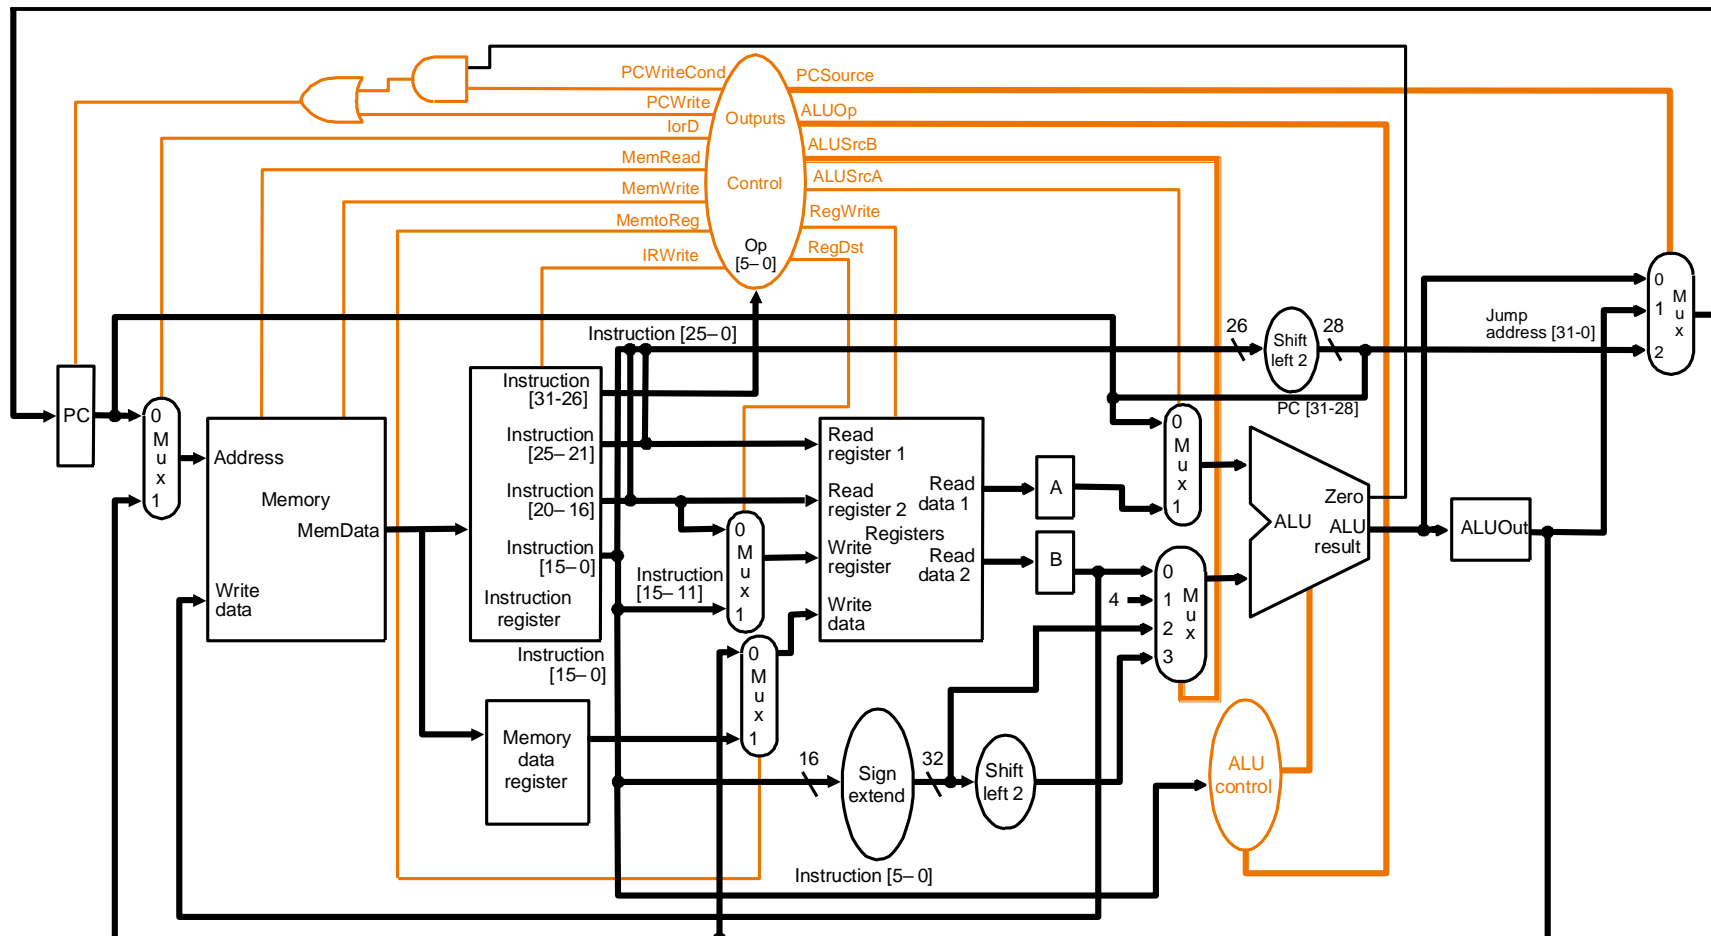 PCWriteCond
PCSource
PCWrite
ALUOp
Outputs
IorD
ALUSrcB
MemRead
ALUSrcA
Control
MemWrite
RegWrite
MemtoReg
RegDst
IRWrite
Op
[5–0]
Instruction [25–0]
26
Shift
left 2
28
Jump
address [31-0]
0
1
2
M
u
x
PC [31-28]
PC
0
M
u
x
1
Address
Memory
MemData
Write
data
Instruction
[31-26]
Instruction
[25–21]
Instruction
[20–16]
Instruction
[15–0]
Instruction
register
Instruction
[15–11]
Instruction
[15–0]
0
M
u
x
1
0
M
u
x
1
Read
register 1
Read
register 2
Registers
Write
register
Write
data
Read
data 1
Read
data 2
A
B
0
M
u
x
1
4
0
1
2
3
M
u
x
Zero
ALU
ALU
result
ALUOut
Memory
data
register
16
Sign
extend
32
Shift
left 2
ALU
control
Instruction [5–0]